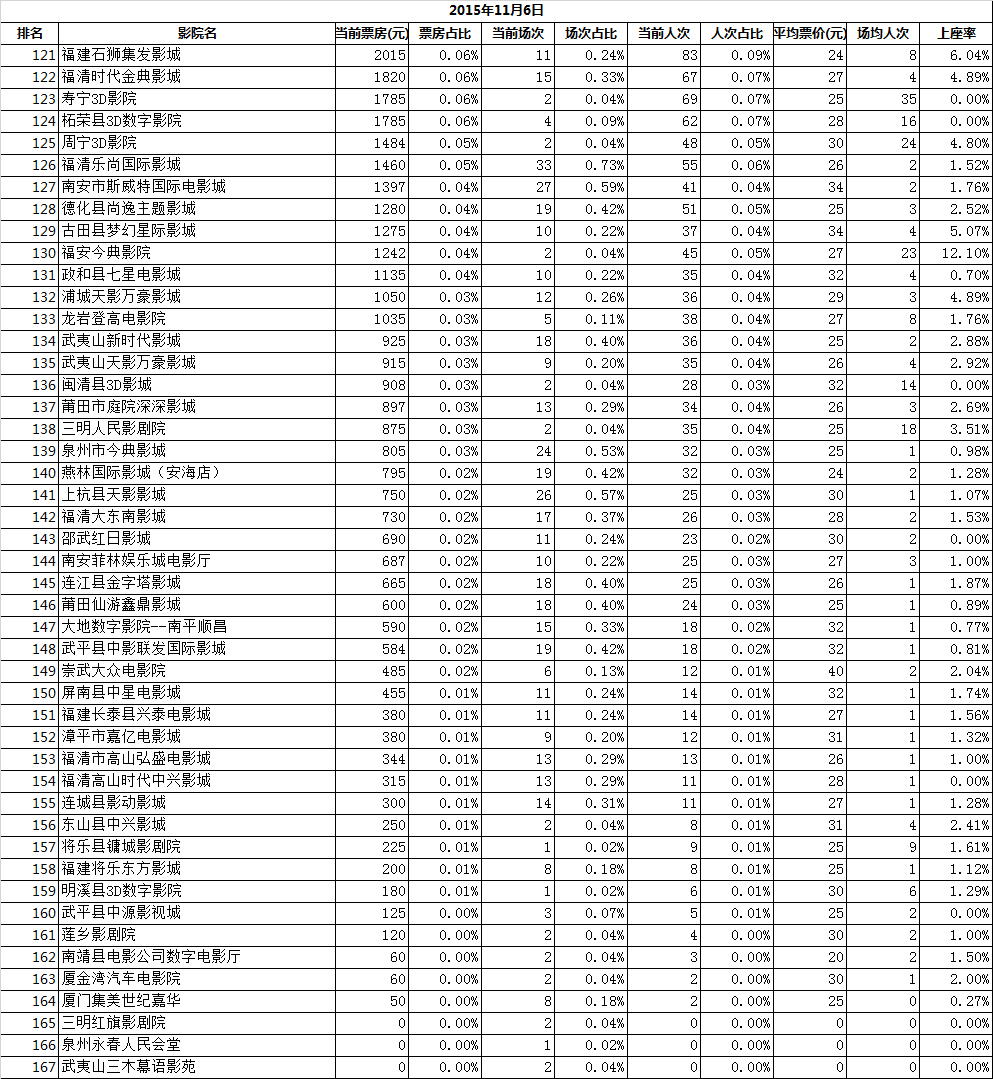 2015年11月6日
排名 影院名 当前票房(元) 票房占比 当前场次 场次占比 当前人次 人次占比 平均票价(元) 场均人次 上座率
121 福建石狮集发影城 2015 0.06% 11 0.24% 83 0.09% 24 8 6.04%
122 福清时代金典影城 1820 0.06% 15 0.33% 67 0.07% 27 4 4.89%
123 寿宁3D影院 1785 0.06% 2 0.04% 69 0.07% 25 35 0.00%
124 柘荣县3D数字影院 1785 0.06% 4 0.09% 62 0.07% 28 16 0.00%
125 周宁3D影院 1484 0.05% 2 0.04% 48 0.05% 30 24 4.80%
126 福清乐尚国际影城 1460 0.05% 33 0.73% 55 0.06% 26 2 1.52%
127 南安市斯威特国际电影城 1397 0.04% 27 0.59% 41 0.04% 34 2 1.76%
128 德化县尚逸主题影城 1280 0.04% 19 0.42% 51 0.05% 25 3 2.52%
129 古田县梦幻星际影城 1275 0.04% 10 0.22% 37 0.04% 34 4 5.07%
130 福安今典影院 1242 0.04% 2 0.04% 45 0.05% 27 23 12.10%
131 政和县七星电影城 1135 0.04% 10 0.22% 35 0.04% 32 4 0.70%
132 浦城天影万豪影城 1050 0.03% 12 0.26% 36 0.04% 29 3 4.89%
133 龙岩登高电影院 1035 0.03% 5 0.11% 38 0.04% 27 8 1.76%
134 武夷山新时代影城 925 0.03% 18 0.40% 36 0.04% 25 2 2.88%
135 武夷山天影万豪影城 915 0.03% 9 0.20% 35 0.04% 26 4 2.92%
136 闽清县3D影城 908 0.03% 2 0.04% 28 0.03% 32 14 0.00%
137 莆田市庭院深深影城 897 0.03% 13 0.29% 34 0.04% 26 3 2.69%
138 三明人民影剧院 875 0.03% 2 0.04% 35 0.04% 25 18 3.51%
139 泉州市今典影城 805 0.03% 24 0.53% 32 0.03% 25 1 0.98%
140 燕林国际影城（安海店） 795 0.02% 19 0.42% 32 0.03% 24 2 1.28%
141 上杭县天影影城 750 0.02% 26 0.57% 25 0.03% 30 1 1.07%
142 福清大东南影城 730 0.02% 17 0.37% 26 0.03% 28 2 1.53%
143 邵武红日影城 690 0.02% 11 0.24% 23 0.02% 30 2 0.00%
144 南安菲林娱乐城电影厅 687 0.02% 10 0.22% 25 0.03% 27 3 1.00%
145 连江县金字塔影城 665 0.02% 18 0.40% 25 0.03% 26 1 1.87%
146 莆田仙游鑫鼎影城 600 0.02% 18 0.40% 24 0.03% 25 1 0.89%
147 大地数字影院--南平顺昌 590 0.02% 15 0.33% 18 0.02% 32 1 0.77%
148 武平县中影联发国际影城 584 0.02% 19 0.42% 18 0.02% 32 1 0.81%
149 崇武大众电影院 485 0.02% 6 0.13% 12 0.01% 40 2 2.04%
150 屏南县中星电影城 455 0.01% 11 0.24% 14 0.01% 32 1 1.74%
151 福建长泰县兴泰电影城 380 0.01% 11 0.24% 14 0.01% 27 1 1.56%
152 漳平市嘉亿电影城 380 0.01% 9 0.20% 12 0.01% 31 1 1.32%
153 福清市高山弘盛电影城 344 0.01% 13 0.29% 13 0.01% 26 1 1.00%
154 福清高山时代中兴影城 315 0.01% 13 0.29% 11 0.01% 28 1 0.00%
155 连城县影动影城 300 0.01% 14 0.31% 11 0.01% 27 1 1.28%
156 东山县中兴影城 250 0.01% 2 0.04% 8 0.01% 31 4 2.41%
157 将乐县镛城影剧院 225 0.01% 1 0.02% 9 0.01% 25 9 1.61%
158 福建将乐东方影城 200 0.01% 8 0.18% 8 0.01% 25 1 1.12%
159 明溪县3D数字影院 180 0.01% 1 0.02% 6 0.01% 30 6 1.29%
160 武平县中源影视城 125 0.00% 3 0.07% 5 0.01% 25 2 0.00%
161 莲乡影剧院 120 0.00% 2 0.04% 4 0.00% 30 2 1.00%
162 南靖县电影公司数字电影厅 60 0.00% 2 0.04% 3 0.00% 20 2 1.50%
163 厦金湾汽车电影院 60 0.00% 2 0.04% 2 0.00% 30 1 2.00%
164 厦门集美世纪嘉华 50 0.00% 8 0.18% 2 0.00% 25 0 0.27%
165 三明红旗影剧院 0 0.00% 2 0.04% 0 0.00% 0 0 0.00%
166 泉州永春人民会堂 0 0.00% 1 0.02% 0 0.00% 0 0 0.00%
167 武夷山三木幕语影苑 0 0.00% 2 0.04% 0 0.00% 0 0 0.00%